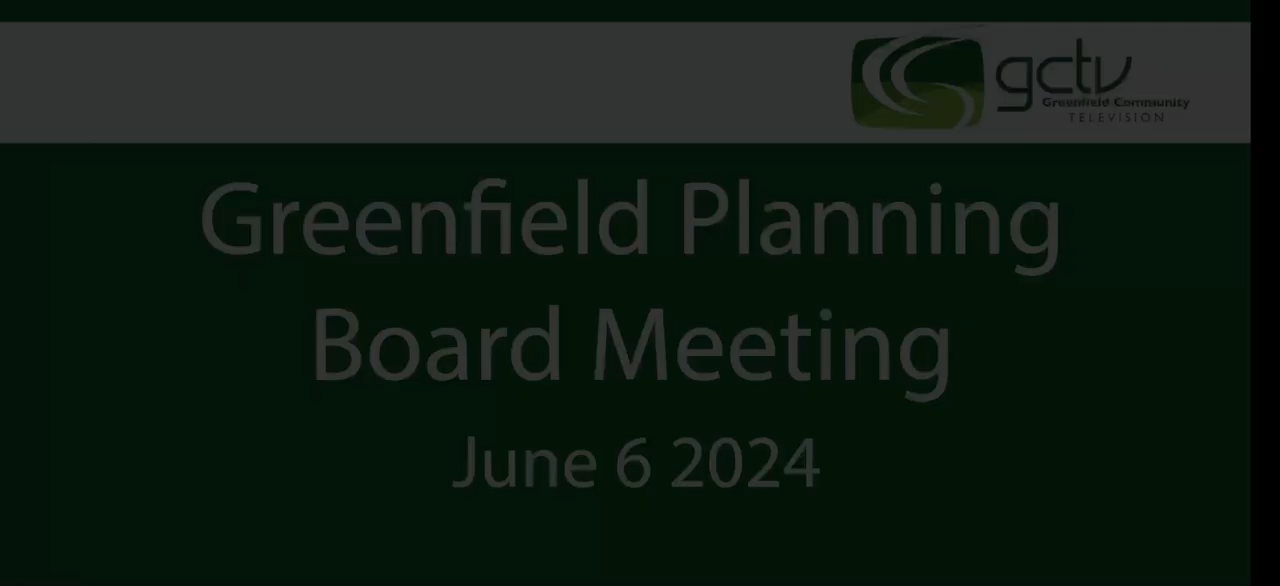 gctv
Greenfield Community
TELEVISION
Greenfield Planning
Board Meeting
June 6 2024